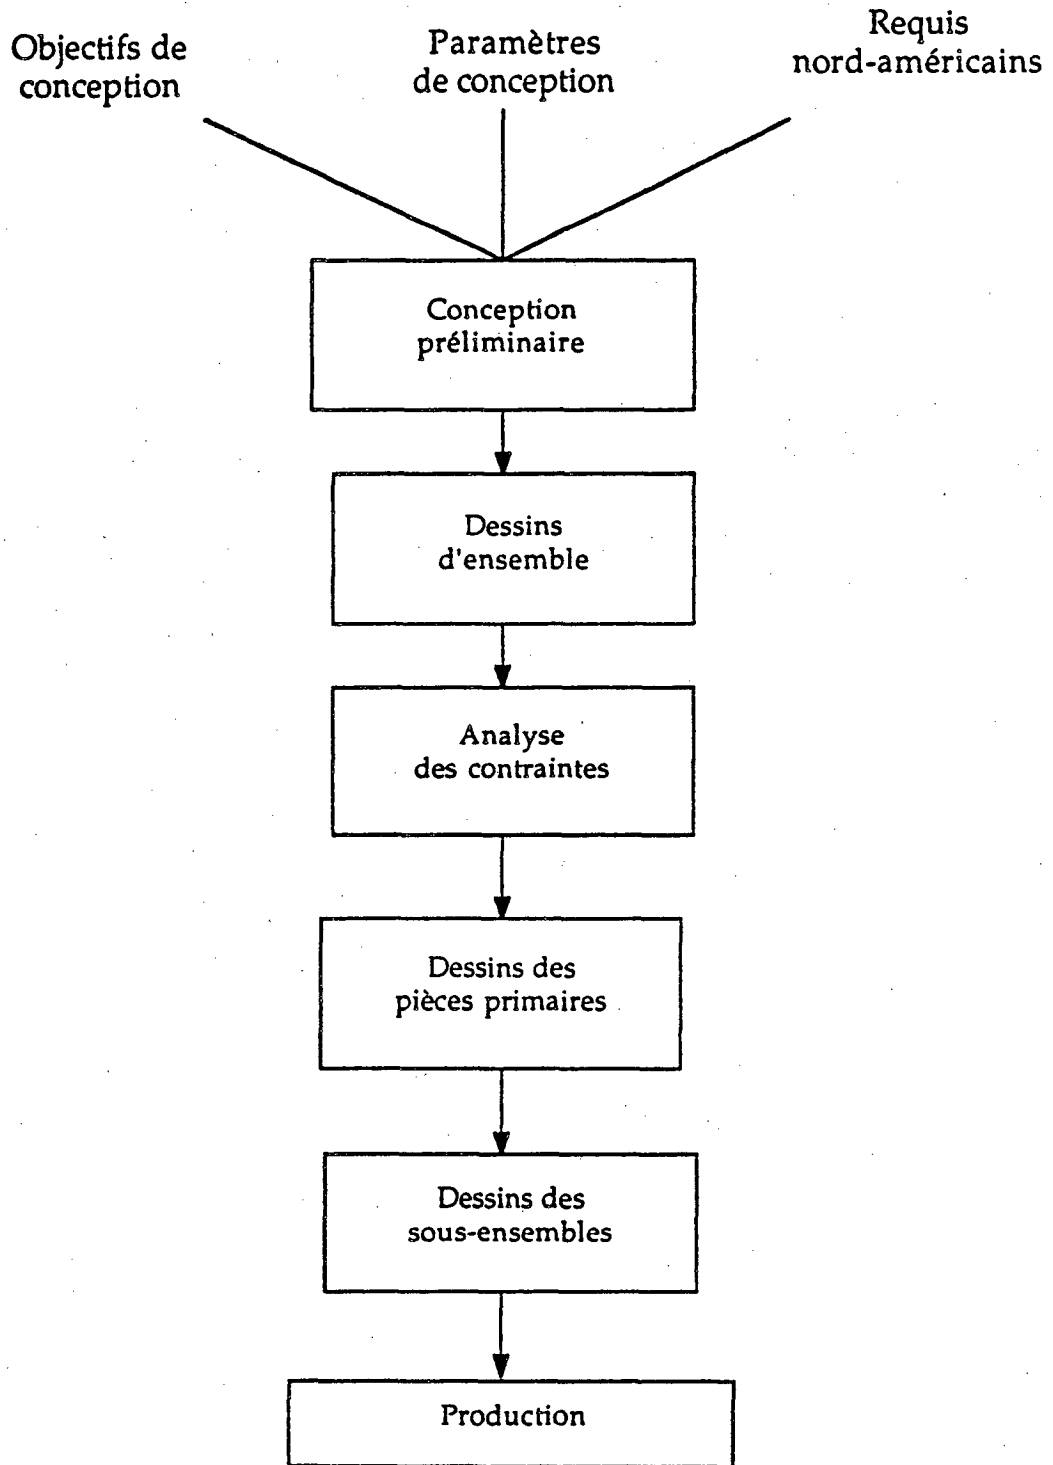 Objectifs de
conception
Paramètres
de conception
Requis
nord-américains
Conception
préliminaire
Dessins
d'ensemble
Analyse
des contraintes
Dessins des
pièces primaires
Dessins des
sous-ensembles
Production